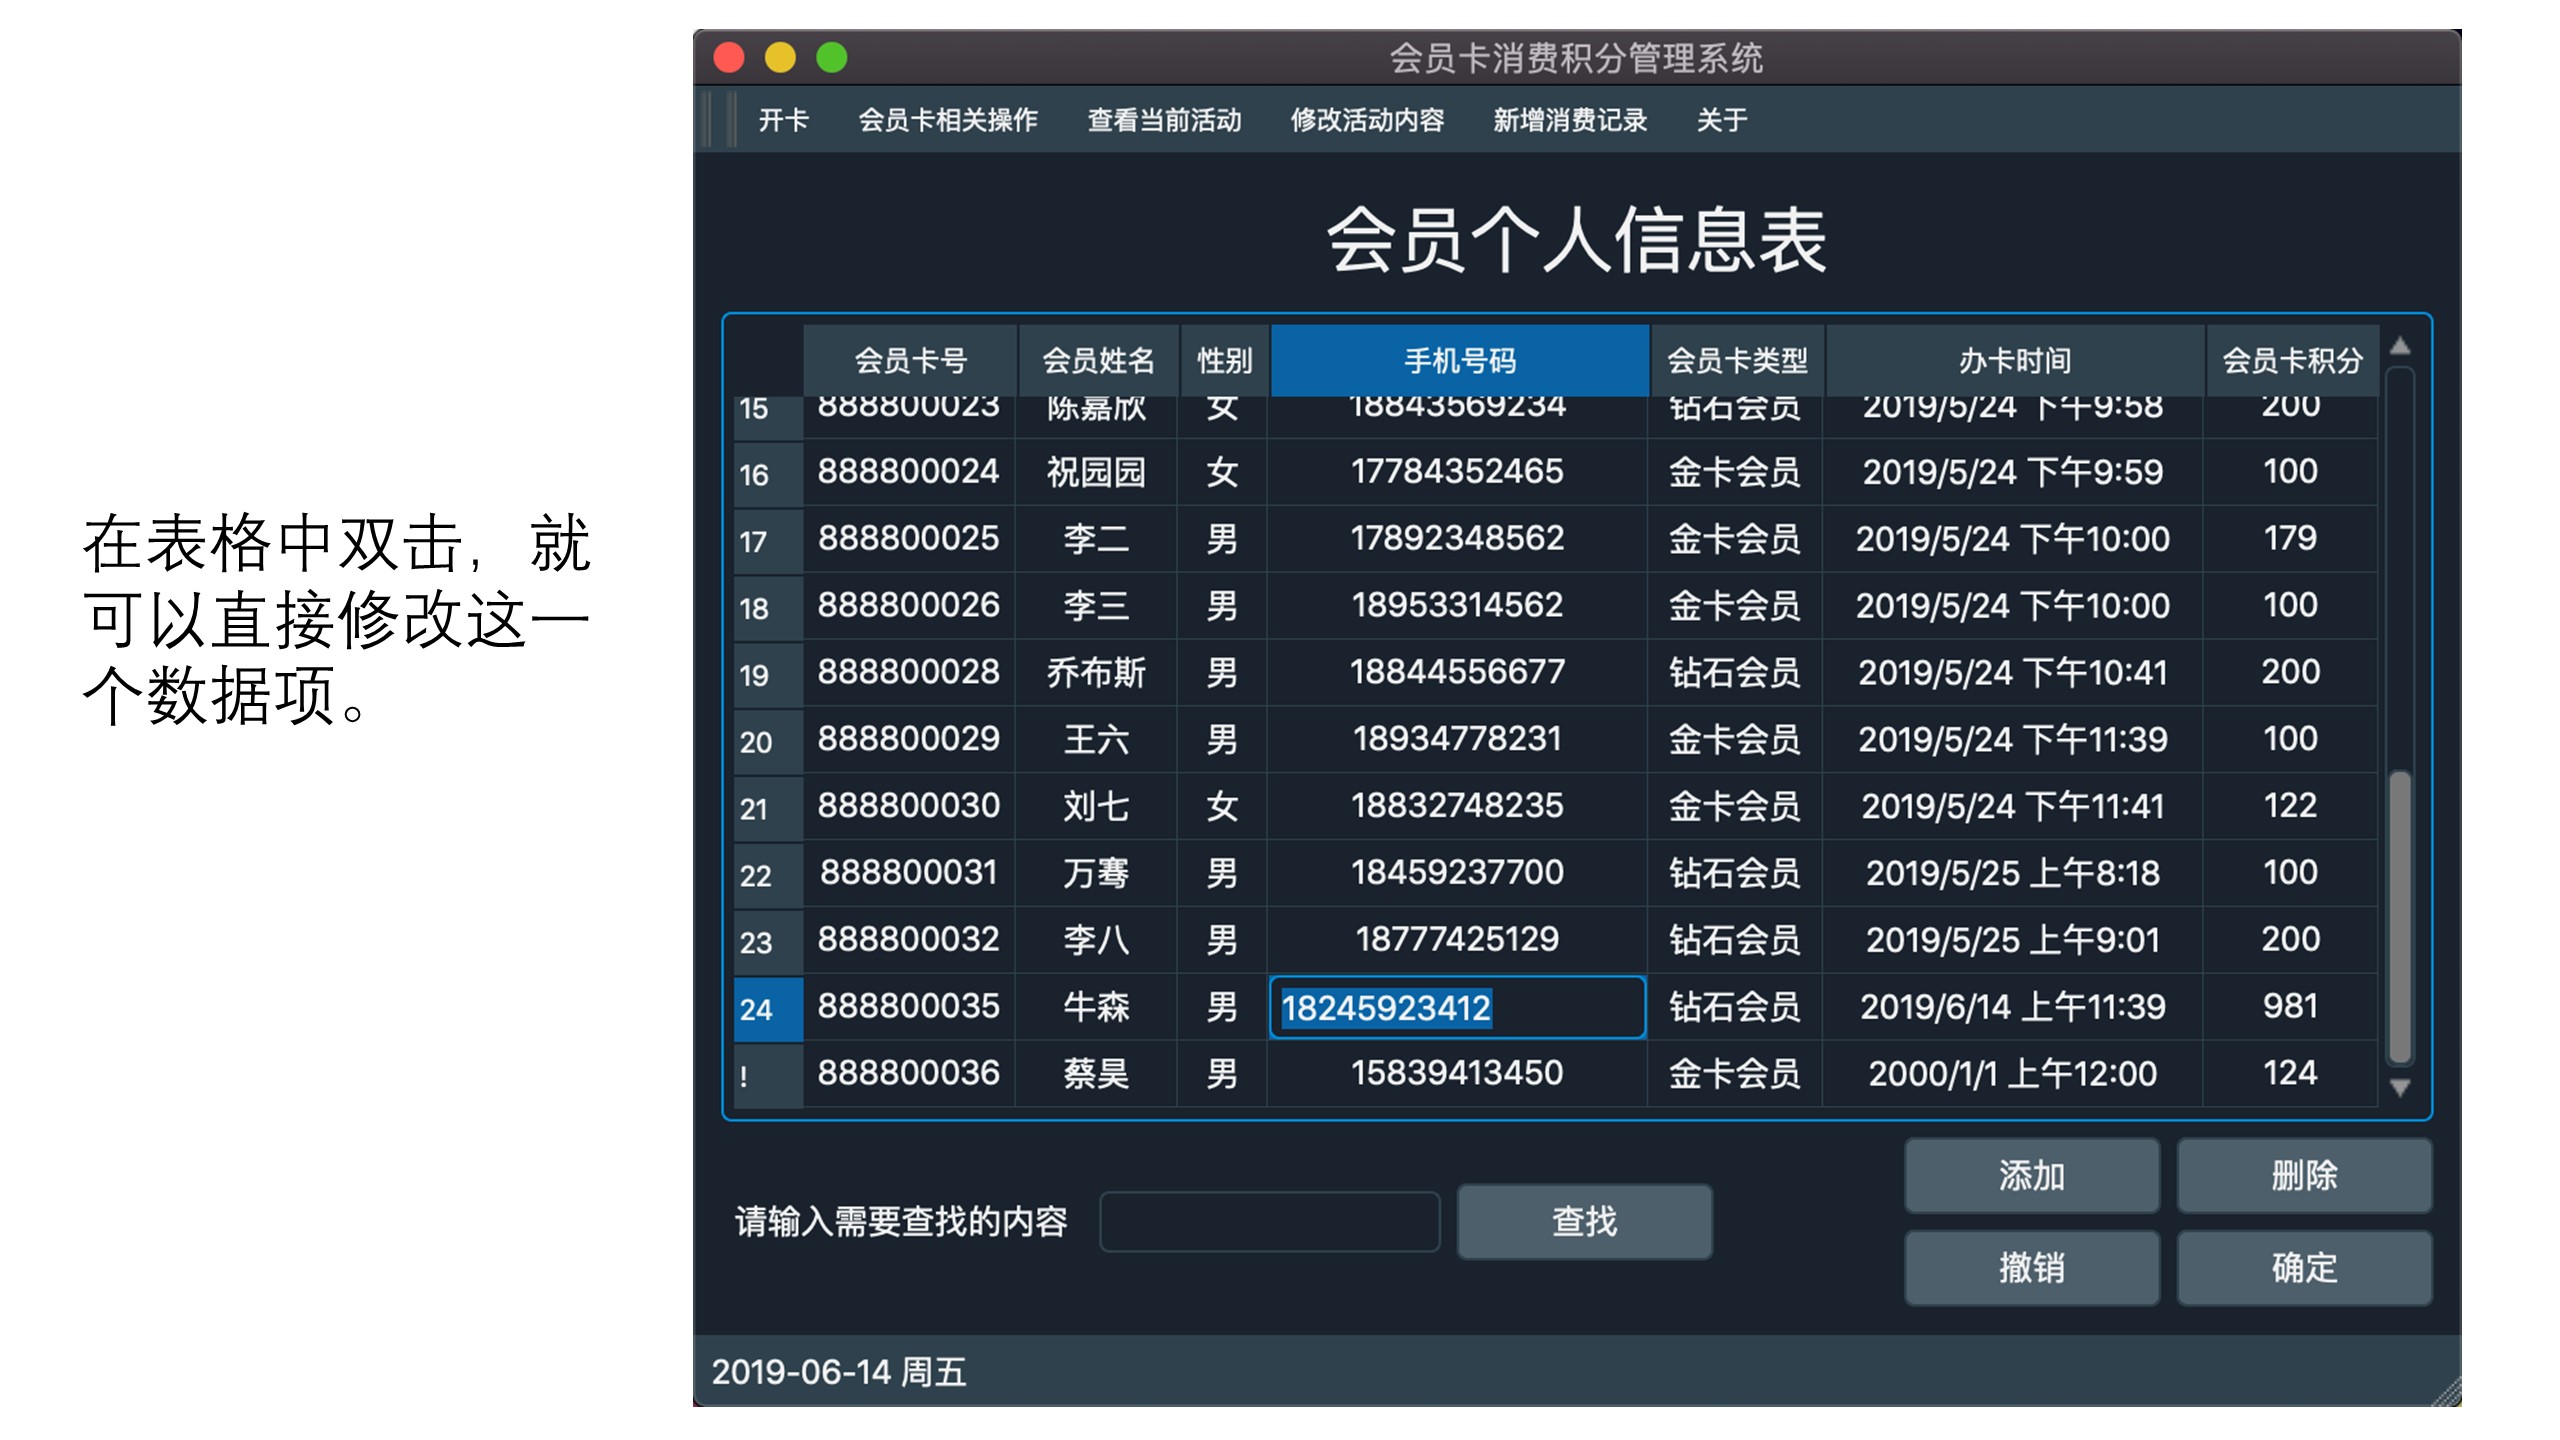 在表格中双击，就
可以直接修改这一
个数据项。
会员卡消费积分管理系统
开卡 会员卡相关操作 查看当前活动 修改活动内容 新增消费记录 关于
会员个人信息表
会员卡号 会员姓名 性别 手机号码 会员卡类型 办卡时间 会员卡积分
15 888800023 陈嘉欣 女 18843569234 钻石会员 2019/5/24 下午9:58 200
16 888800024 祝园园 女 17784352465 金卡会员 2019/5/24 下午9:59 100
17 888800025 李二 男 17892348562 金卡会员 2019/5/24 下午10:00 179
18 888800026 李三 男 18953314562 金卡会员 2019/5/24 下午10:00 100
19 888800028 乔布斯 男 18844556677 钻石会员 2019/5/24 下午10:41 200
20 888800029 王六 男 18934778231 金卡会员 2019/5/24 下午11:39 100
21 888800030 刘七 女 18832748235 金卡会员 2019/5/24 下午11:41 122
22 888800031 万骞 男 18459237700 钻石会员 2019/5/25 上午8:18 100
23 888800032 李八 男 18777425129 钻石会员 2019/5/25 上午9:01 200
24 888800035 牛森 男 18245923412 钻石会员 2019/6/14 上午11:39 981
! 888800036 蔡昊 男 15839413450 金卡会员 2000/1/1 上午12:00 124
添加 删除
请输入需要查找的内容 查找
撤销 确定
2019-06-14 周五